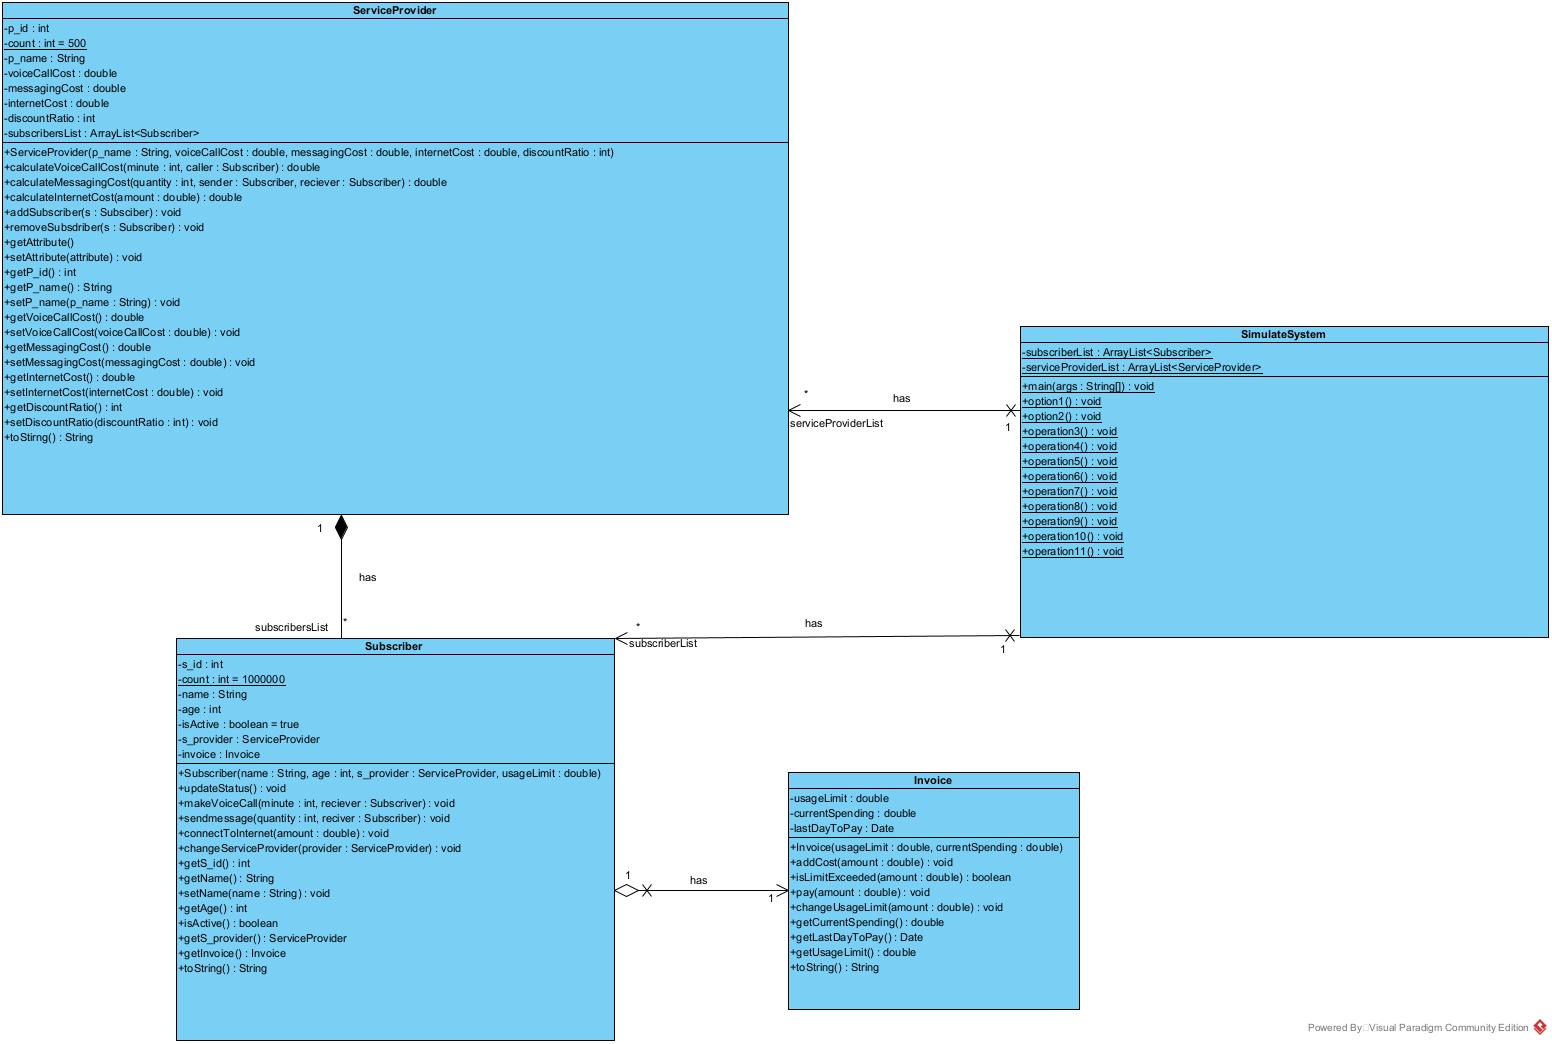 ServiceProvider
-p_id : int
-count : int = 500
-p_name : String
-voiceCallCost : double
-messagingCost : double
-internetCost : double
-discountRatio : int
-subscribersList : ArrayList<Subscriber>
+ServiceProvider(p_name : String, voiceCallCost : double, messagingCost : double, internetCost : double, discountRatio : int)
+calculateVoiceCallCost(minute : int, caller : Subscriber) : double
+calculateMessagingCost(quantity : int, sender : Subscriber, reciever : Subscriber) : double
+calculateInternetCost(amount : double) : double
+addSubscriber(s : Subsciber) : void
+removeSubsdriber(s : Subscriber) : void
+getAttribute()
+setAttribute(attribute) : void
+getP_id() : int
+getP_name() : String
+setP_name(p_name : String) : void
+getVoiceCallCost() : double
+setVoiceCallCost(voiceCallCost : double) : void
+getMessagingCost() : double
+setMessagingCost(messagingCost : double) : void
+getInternetCost() : double
+setInternetCost(internetCost : double) : void
+getDiscountRatio() : int
+setDiscountRatio(discountRatio : int) : void
+toStirng() : String
SimulateSystem
-subscriberList : ArrayList<Subscriber>
-serviceProviderList : ArrayList<ServiceProvider>
+main(args : String[]) : void
+option1() : void
+option2() : void
+operation3() : void
+operation4() : void
+operation5() : void
+operation6() : void
+operation7() : void
+operation8() : void
+operation9() : void
+operation10() : void
+operation11() : void
*
has
serviceProviderList
1
1
has
subscribersList
*
*
has
subscriberList
1
Subscriber
-s_id : int
-count : int = 1000000
-name : String
-age : int
-isActive : boolean = true
-s_provider : ServiceProvider
-invoice : Invoice
+Subscriber(name : String, age : int, s_provider : ServiceProvider, usageLimit : double)
+updateStatus() : void
+makeVoiceCall(minute : int, reciever : Subscriver) : void
+sendmessage(quantity : int, reciver : Subscriber) : void
+connectToInternet(amount : double) : void
+changeServiceProvider(provider : ServiceProvider) : void
+getS_id() : int
+getName() : String
+setName(name : String) : void
+getAge() : int
+isActive() : boolean
+getS_provider() : ServiceProvider
+getInvoice() : Invoice
+toString() : String
1
has
1
Invoice
-usageLimit : double
-currentSpending : double
-lastDayToPay : Date
+Invoice(usageLimit : double, currentSpending : double)
+addCost(amount : double) : void
+isLimitExceeded(amount : double) : boolean
+pay(amount : double) : void
+changeUsageLimit(amount : double) : void
+getCurrentSpending() : double
+getLastDayToPay() : Date
+getUsageLimit() : double
+toString() : String
Powered By Visual Paradigm Community Edition